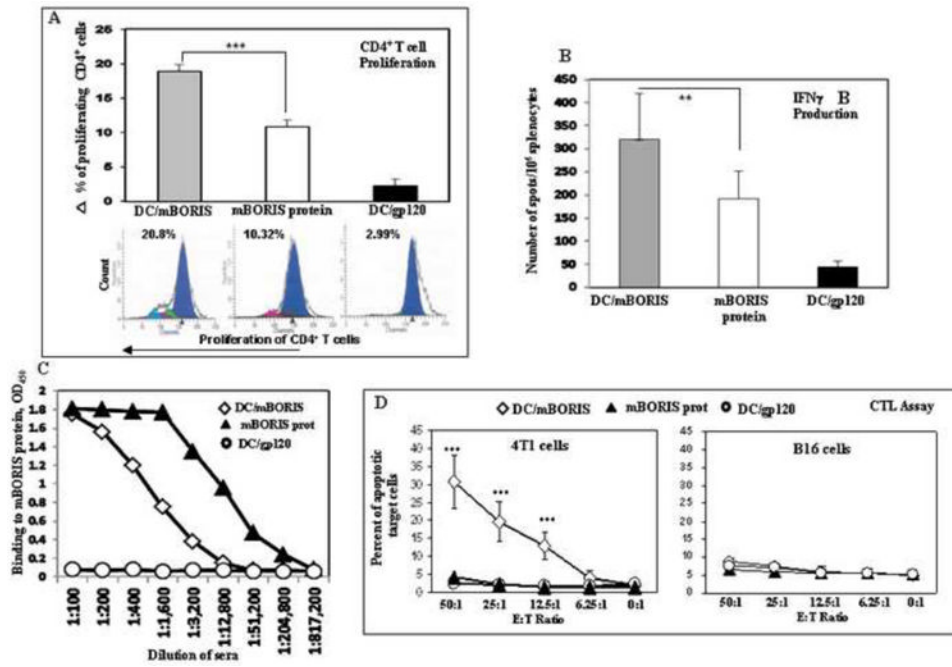 A
25
20
15
10
5
0
Δ % of proliferating CD4⁺ cells
***
CD4⁺ T cell
Proliferation
DC/mBORIS
mBORIS protein
DC/gp120
20.8%
10.32%
2.99%
Count
Proliferation of CD4⁺ T cells
B
450
400
350
300
250
200
150
100
50
0
Number of spots/10⁶ splenocytes
**
IFNγ B
Production
DC/mBORIS
mBORIS
protein
DC/gp120
C
2
1.8
1.6
1.4
1.2
1
0.8
0.6
0.4
0.2
0
Binding to mBORIS protein, OD₄₅₀
DC/mBORIS
mBORIS prot
DC/gp120
1:100
1:200
1:400
1:1,600
1:3,200
1:12,800
1:51,200
1:204,800
1:817,200
Dilution of sera
D
DC/mBORIS
mBORIS prot
DC/gp120
CTL Assay
Percent of apoptotic
target cells
45
40
35
30
25
20
15
10
5
0
4T1 cells
***
***
***
50:1
25:1
12.5:1
6.25:1
0:1
E:T Ratio
45
40
35
30
25
20
15
10
5
0
B16 cells
50:1
25:1
12.5:1
6.25:1
0:1
E:T Ratio